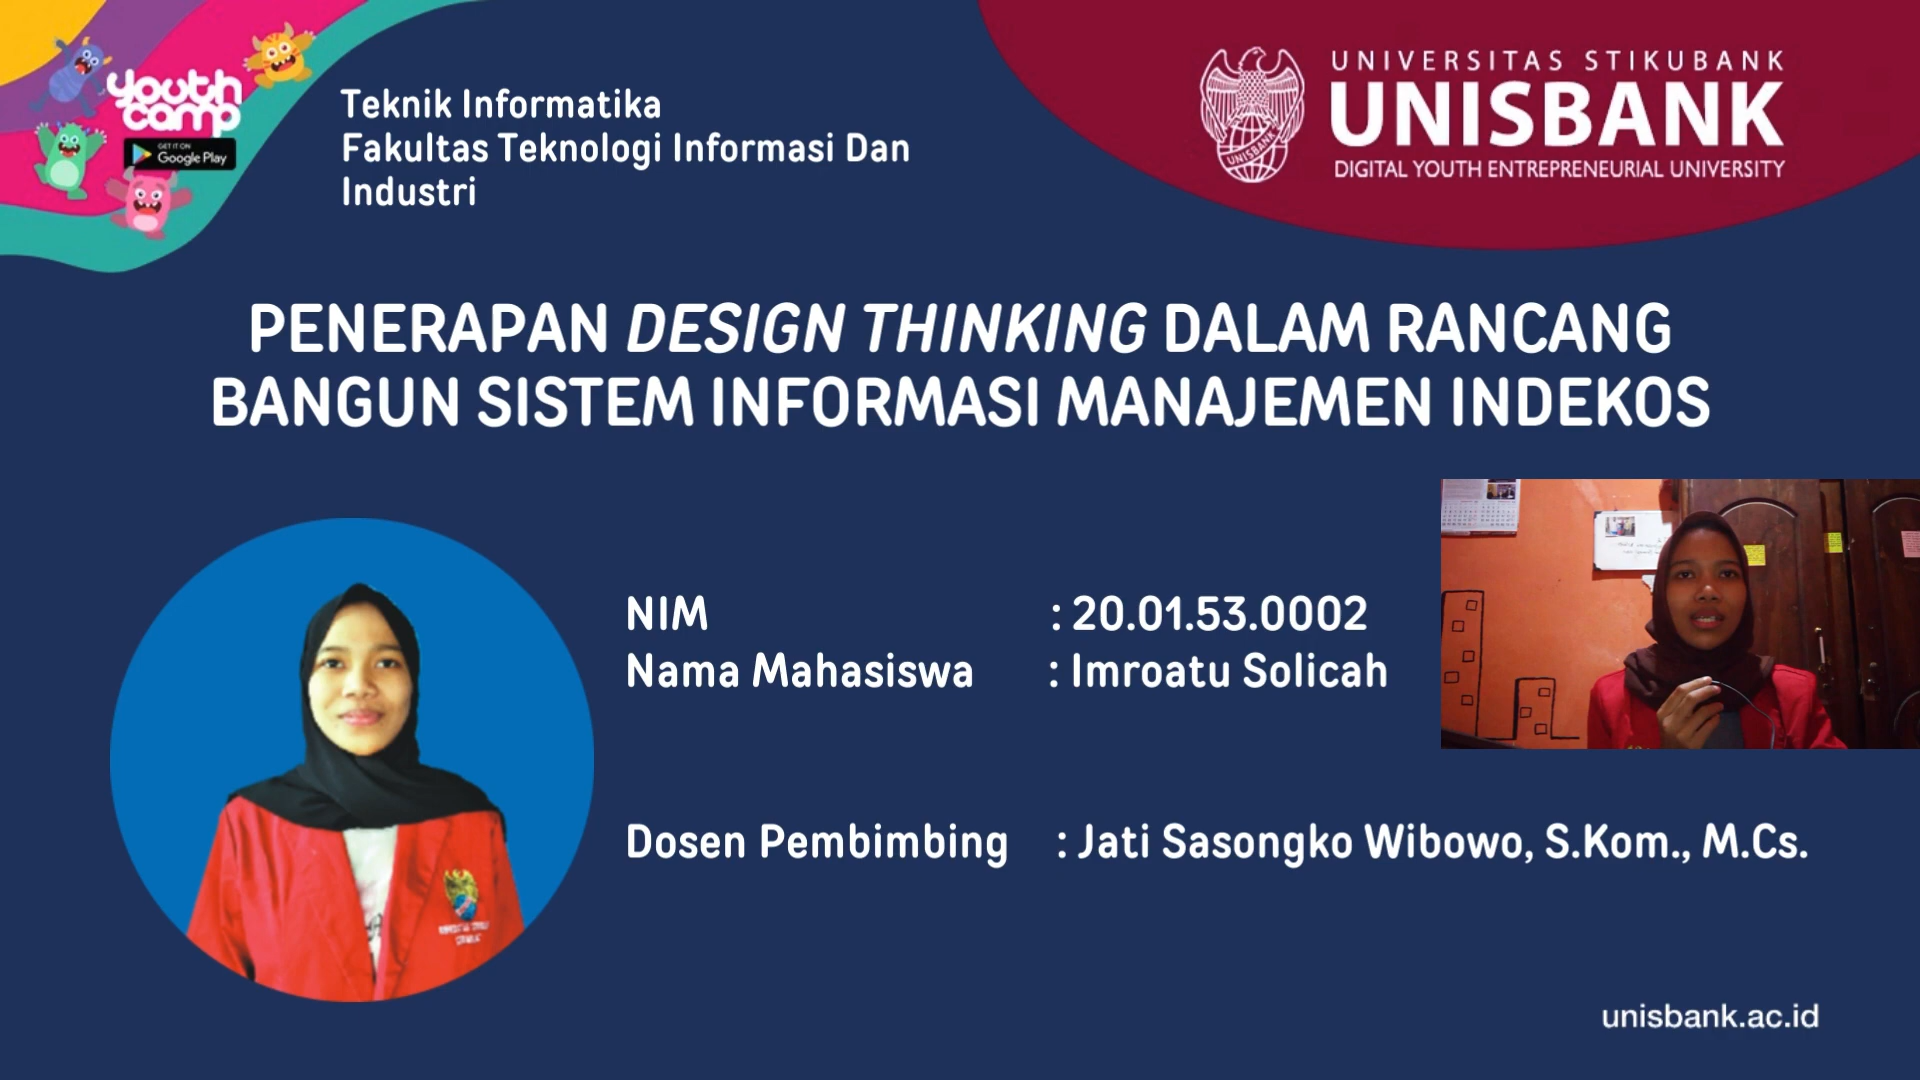 youth
camp
GET IT ON
Google Play
Teknik Informatika
Fakultas Teknologi Informasi Dan
Industri
UNIVERSITAS STIKUBANK
UNISBANK
DIGITAL YOUTH ENTREPRENEURIAL UNIVERSITY
UNISBANK
PENERAPAN DESIGN THINKING DALAM RANCANG
BANGUN SISTEM INFORMASI MANAJEMEN INDEKOS
NIM : 20.01.53.0002
Nama Mahasiswa : Imroatu Solicah
Dosen Pembimbing : Jati Sasongko Wibowo, S.Kom., M.Cs.
unisbank.ac.id